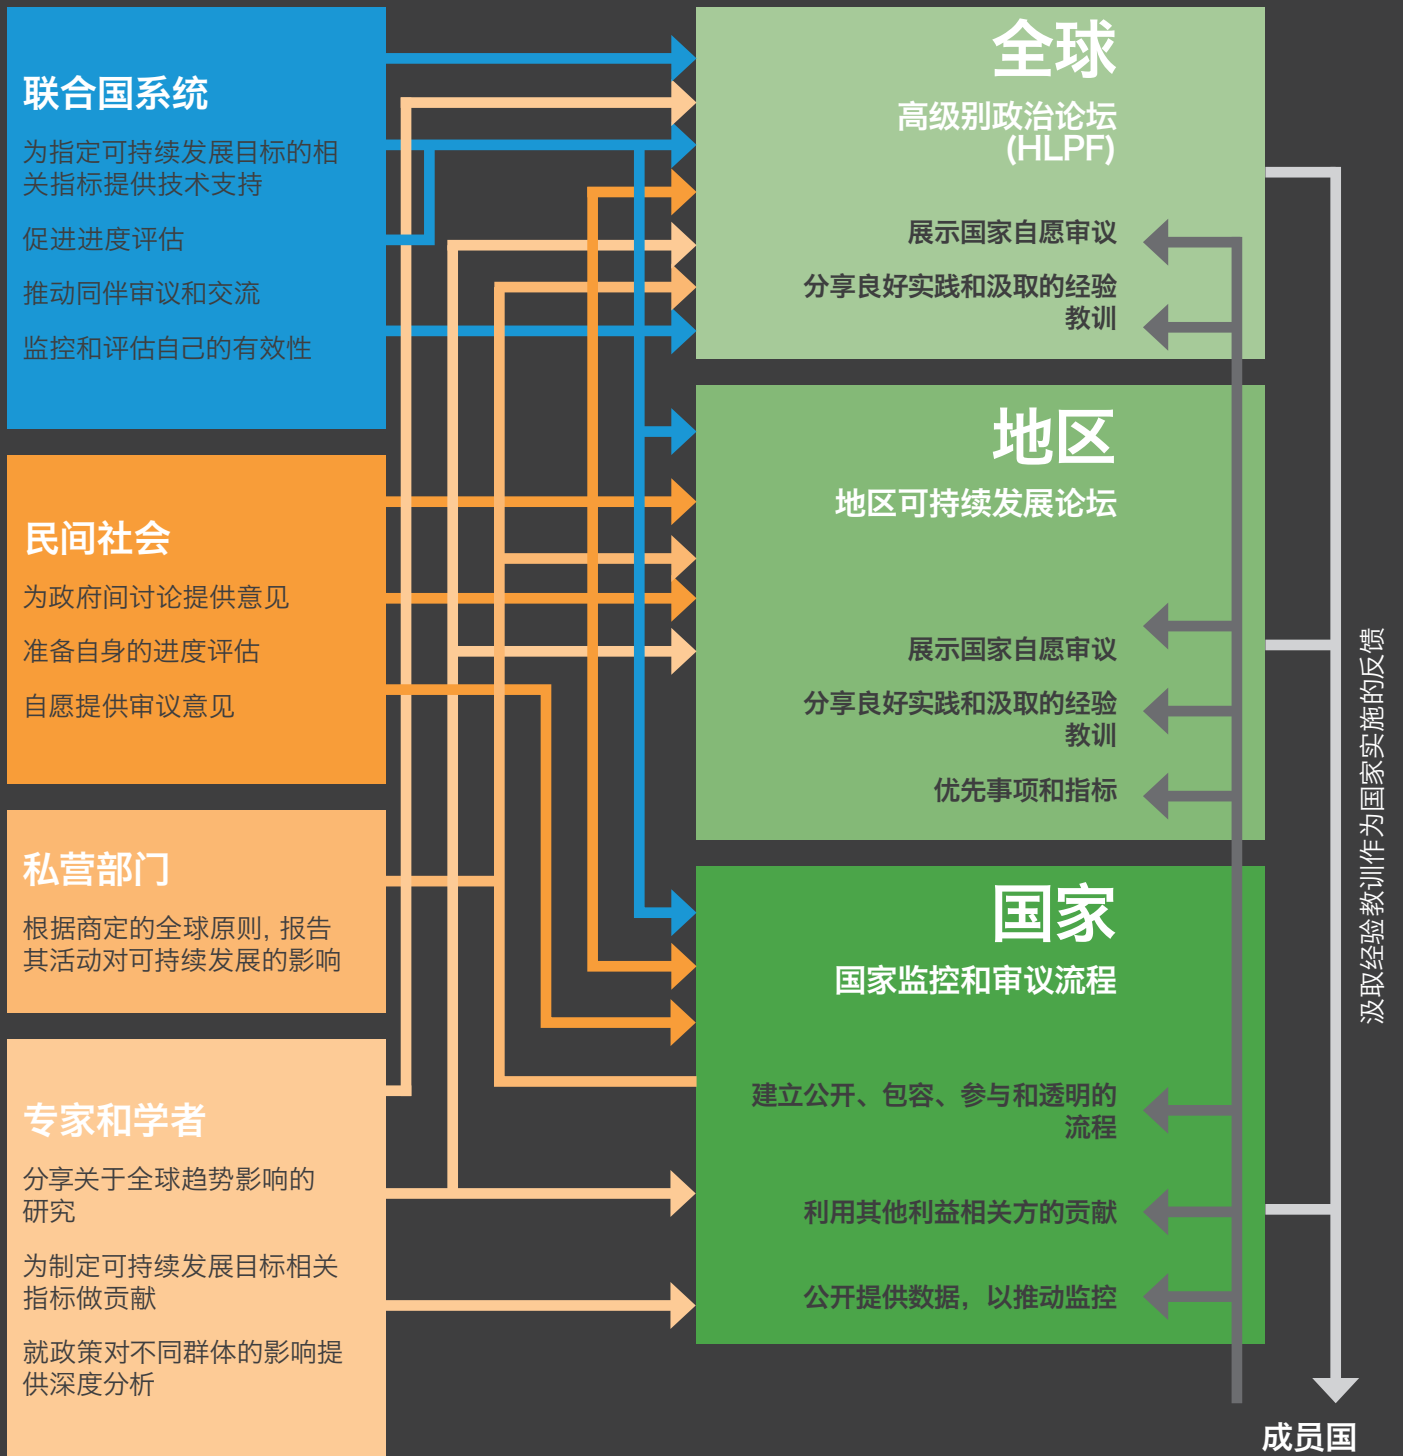 联合国系统
为指定可持续发展目标的相
关指标提供技术支持
促进进度评估
推动同伴审议和交流
监控和评估自己的有效性
民间社会
为政府间讨论提供意见
准备自身的进度评估
自愿提供审议意见
私营部门
根据商定的全球原则, 报告
其活动对可持续发展的影响
专家和学者
分享关于全球趋势影响的
研究
为制定可持续发展目标相关
指标做贡献
就政策对不同群体的影响提
供深度分析
全球
高级别政治论坛
(HLPF)
展示国家自愿审议
分享良好实践和汲取的经验
教训
地区
地区可持续发展论坛
展示国家自愿审议
分享良好实践和汲取的经验
教训
优先事项和指标
国家
国家监控和审议流程
建立公开、包容、参与和透明的
流程
利用其他利益相关方的贡献
公开提供数据，以推动监控
汲取经验教训作为国家实施的反馈
成员国